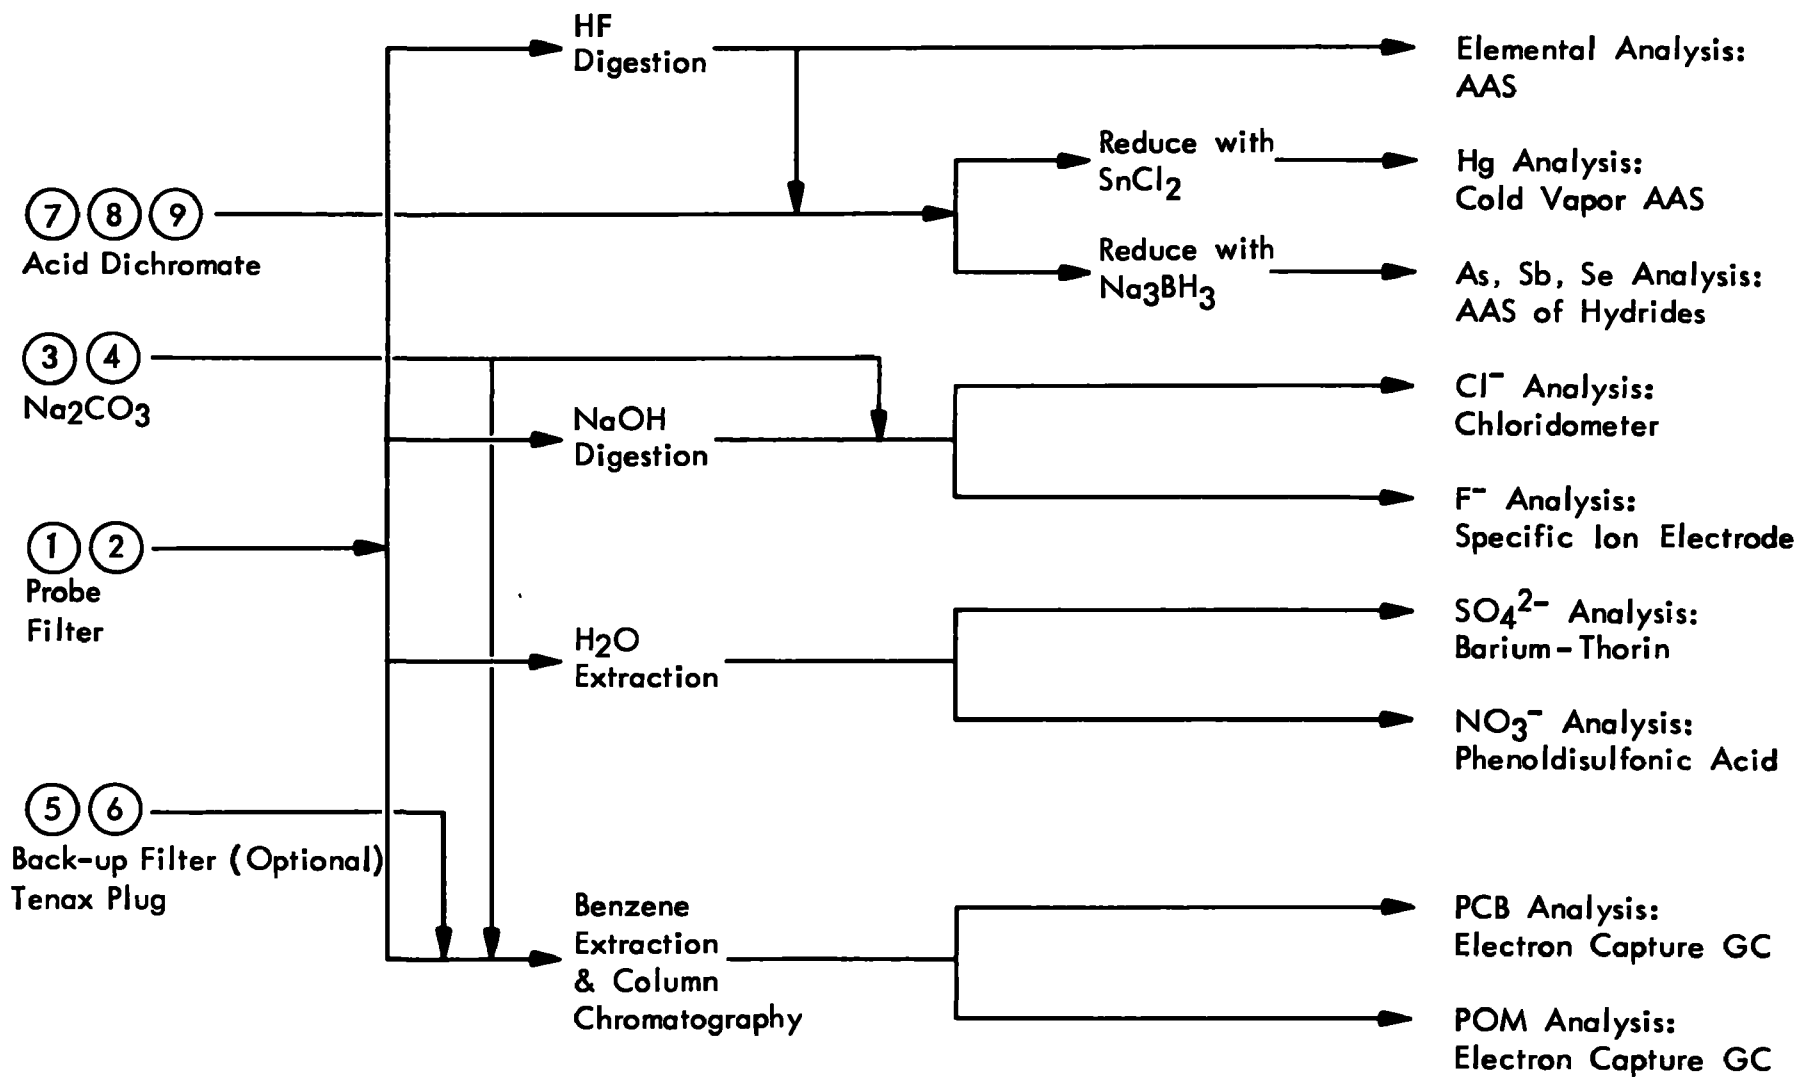 HF
Digestion
Elemental Analysis:
AAS
Reduce with
SnCl2
Hg Analysis:
Cold Vapor AAS
7 8 9
Acid Dichromate
Reduce with
Na3BH3
As, Sb, Se Analysis:
AAS of Hydrides
3 4
Na2CO3
NaOH
Digestion
Cl⁻ Analysis:
Chloridometer
F⁻ Analysis:
Specific Ion Electrode
1 2
Probe
Filter
H2O
Extraction
SO4²⁻ Analysis:
Barium-Thorin
NO3⁻ Analysis:
Phenoldisulfonic Acid
5 6
Back-up Filter (Optional)
Tenax Plug
Benzene
Extraction
& Column
Chromatography
PCB Analysis:
Electron Capture GC
POM Analysis:
Electron Capture GC